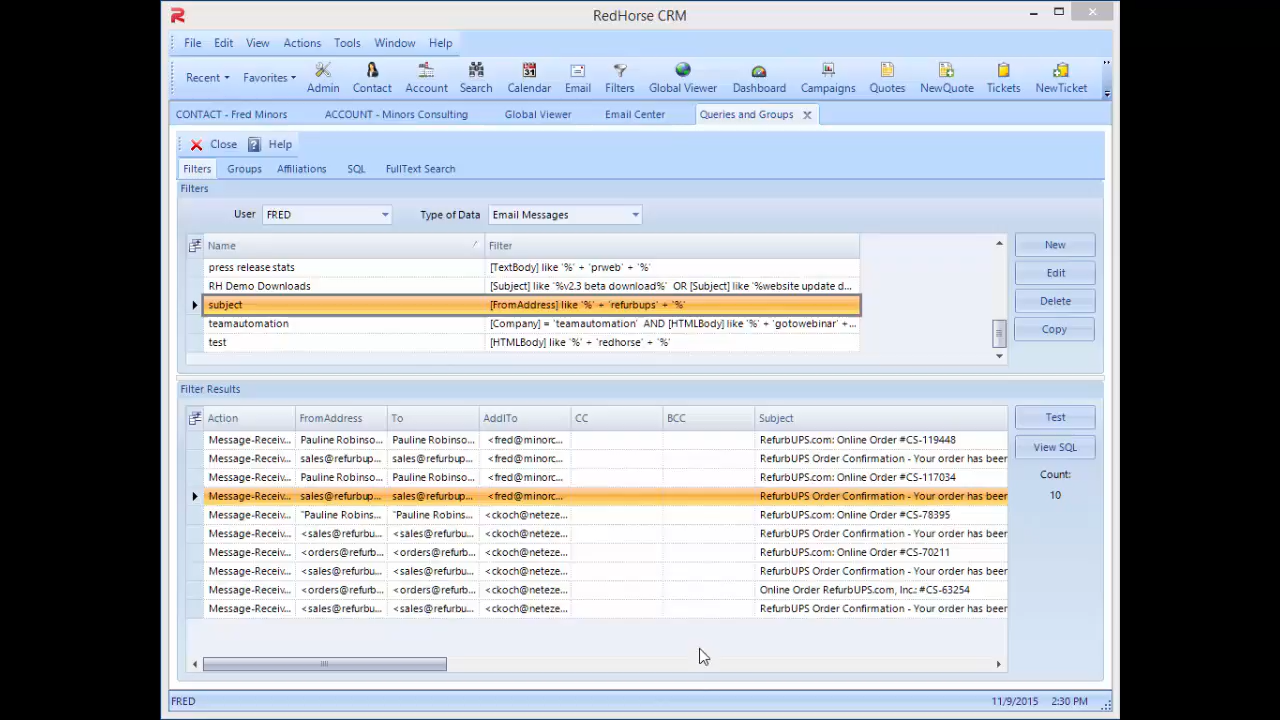 RedHorse CRM
File Edit View Actions Tools Window Help
Recent Favorites Admin Contact Account Search Calendar Email Filters Global Viewer Dashboard Campaigns Quotes NewQuote Tickets NewTicket
CONTACT - Fred Minors ACCOUNT - Minors Consulting Global Viewer Email Center Queries and Groups
Close Help
Filters Groups Affiliations SQL FullText Search
Filters
User FRED Type of Data Email Messages
Name Filter
press release stats [TextBody] like '%' + 'prweb' + '%'
RH Demo Downloads [Subject] like '%v2.3 beta download%' OR [Subject] like '%website update d...
subject [FromAddress] like '%' + 'refurbups' + '%'
teamautomation [Company] = 'teamautomation' AND [HTMLBody] like '%' + 'gotowebinar' +...
test [HTMLBody] like '%' + 'redhorse' + '%'
New
Edit
Delete
Copy
Filter Results
Action FromAddress To AddlTo CC BCC Subject
Message-Receiv... Pauline Robinso... Pauline Robinso... <fred@minorc... RefurbUPS.com: Online Order #CS-119448
Message-Receiv... sales@refurbup... sales@refurbup... <fred@minorc... RefurbUPS Order Confirmation - Your order has been
Message-Receiv... Pauline Robinso... Pauline Robinso... <fred@minorc... RefurbUPS.com: Online Order #CS-117034
Message-Receiv... sales@refurbup... sales@refurbup... <fred@minorc... RefurbUPS Order Confirmation - Your order has been
Message-Receiv... "Pauline Robins... "Pauline Robins... <ckoch@neteze... RefurbUPS.com: Online Order #CS-78395
Message-Receiv... <sales@refurbu... <sales@refurbu... <ckoch@neteze... RefurbUPS Order Confirmation - Your order has been
Message-Receiv... <orders@refurb... <orders@refurb... <ckoch@neteze... RefurbUPS.com: Online Order #CS-70211
Message-Receiv... <sales@refurbu... <sales@refurbu... <ckoch@neteze... RefurbUPS Order Confirmation - Your order has been
Message-Receiv... <orders@refurb... <orders@refurb... <ckoch@neteze... Online Order RefurbUPS.com, Inc.: #CS-63254
Message-Receiv... <sales@refurbu... <sales@refurbu... <ckoch@neteze... RefurbUPS Order Confirmation - Your order has been
Test
View SQL
Count:
10
FRED 11/9/2015 2:30 PM